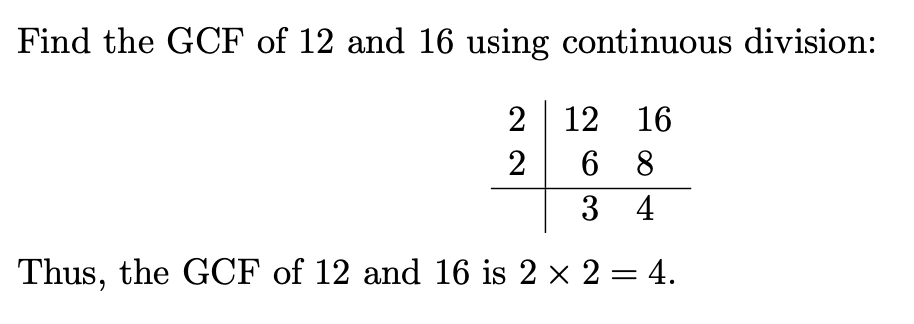 Find the GCF of 12 and 16 using continuous division:
2 12 16
2 6 8
3 4
Thus, the GCF of 12 and 16 is 2 × 2 = 4.